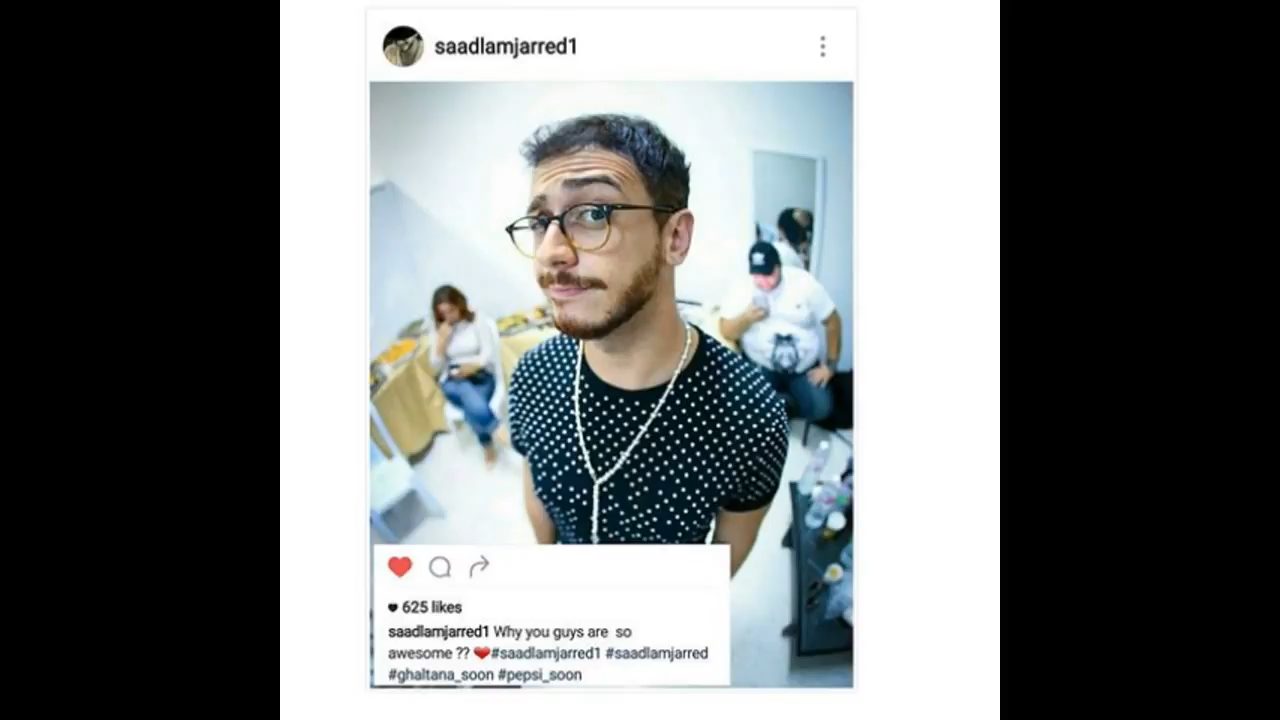 saadlamjarred1
625 likes
saadlamjarred1 Why you guys are so
awesome ?? ❤#saadlamjarred1 #saadlamjarred
#ghaltana_soon #pepsi_soon